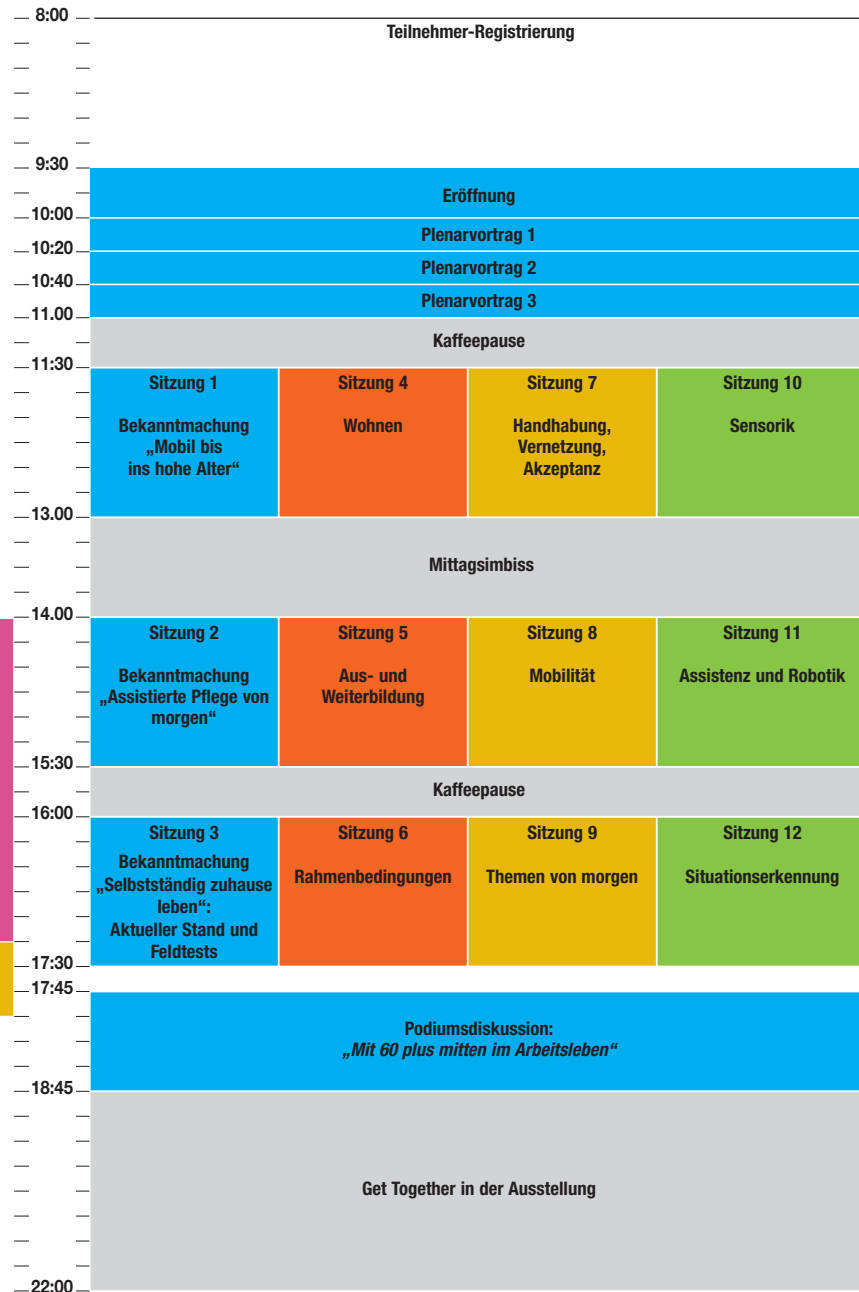 8:00
Teilnehmer-Registrierung
9:30
Eröffnung
10:00
Plenarvortrag 1
10:20
Plenarvortrag 2
10:40
Plenarvortrag 3
11.00
Kaffeepause
11:30
Sitzung 1
Bekanntmachung
„Mobil bis
ins hohe Alter“
Sitzung 4
Wohnen
Sitzung 7
Handhabung,
Vernetzung,
Akzeptanz
Sitzung 10
Sensorik
13.00
Mittagsimbiss
14.00
Sitzung 2
Bekanntmachung
„Assistierte Pflege von
morgen“
Sitzung 5
Aus- und
Weiterbildung
Sitzung 8
Mobilität
Sitzung 11
Assistenz und Robotik
15:30
Kaffeepause
16:00
Sitzung 3
Bekanntmachung
„Selbstständig zuhause
leben“:
Aktueller Stand und
Feldtests
Sitzung 6
Rahmenbedingungen
Sitzung 9
Themen von morgen
Sitzung 12
Situationserkennung
17:30
17:45
Podiumsdiskussion:
„Mit 60 plus mitten im Arbeitsleben“
18:45
Get Together in der Ausstellung
22:00